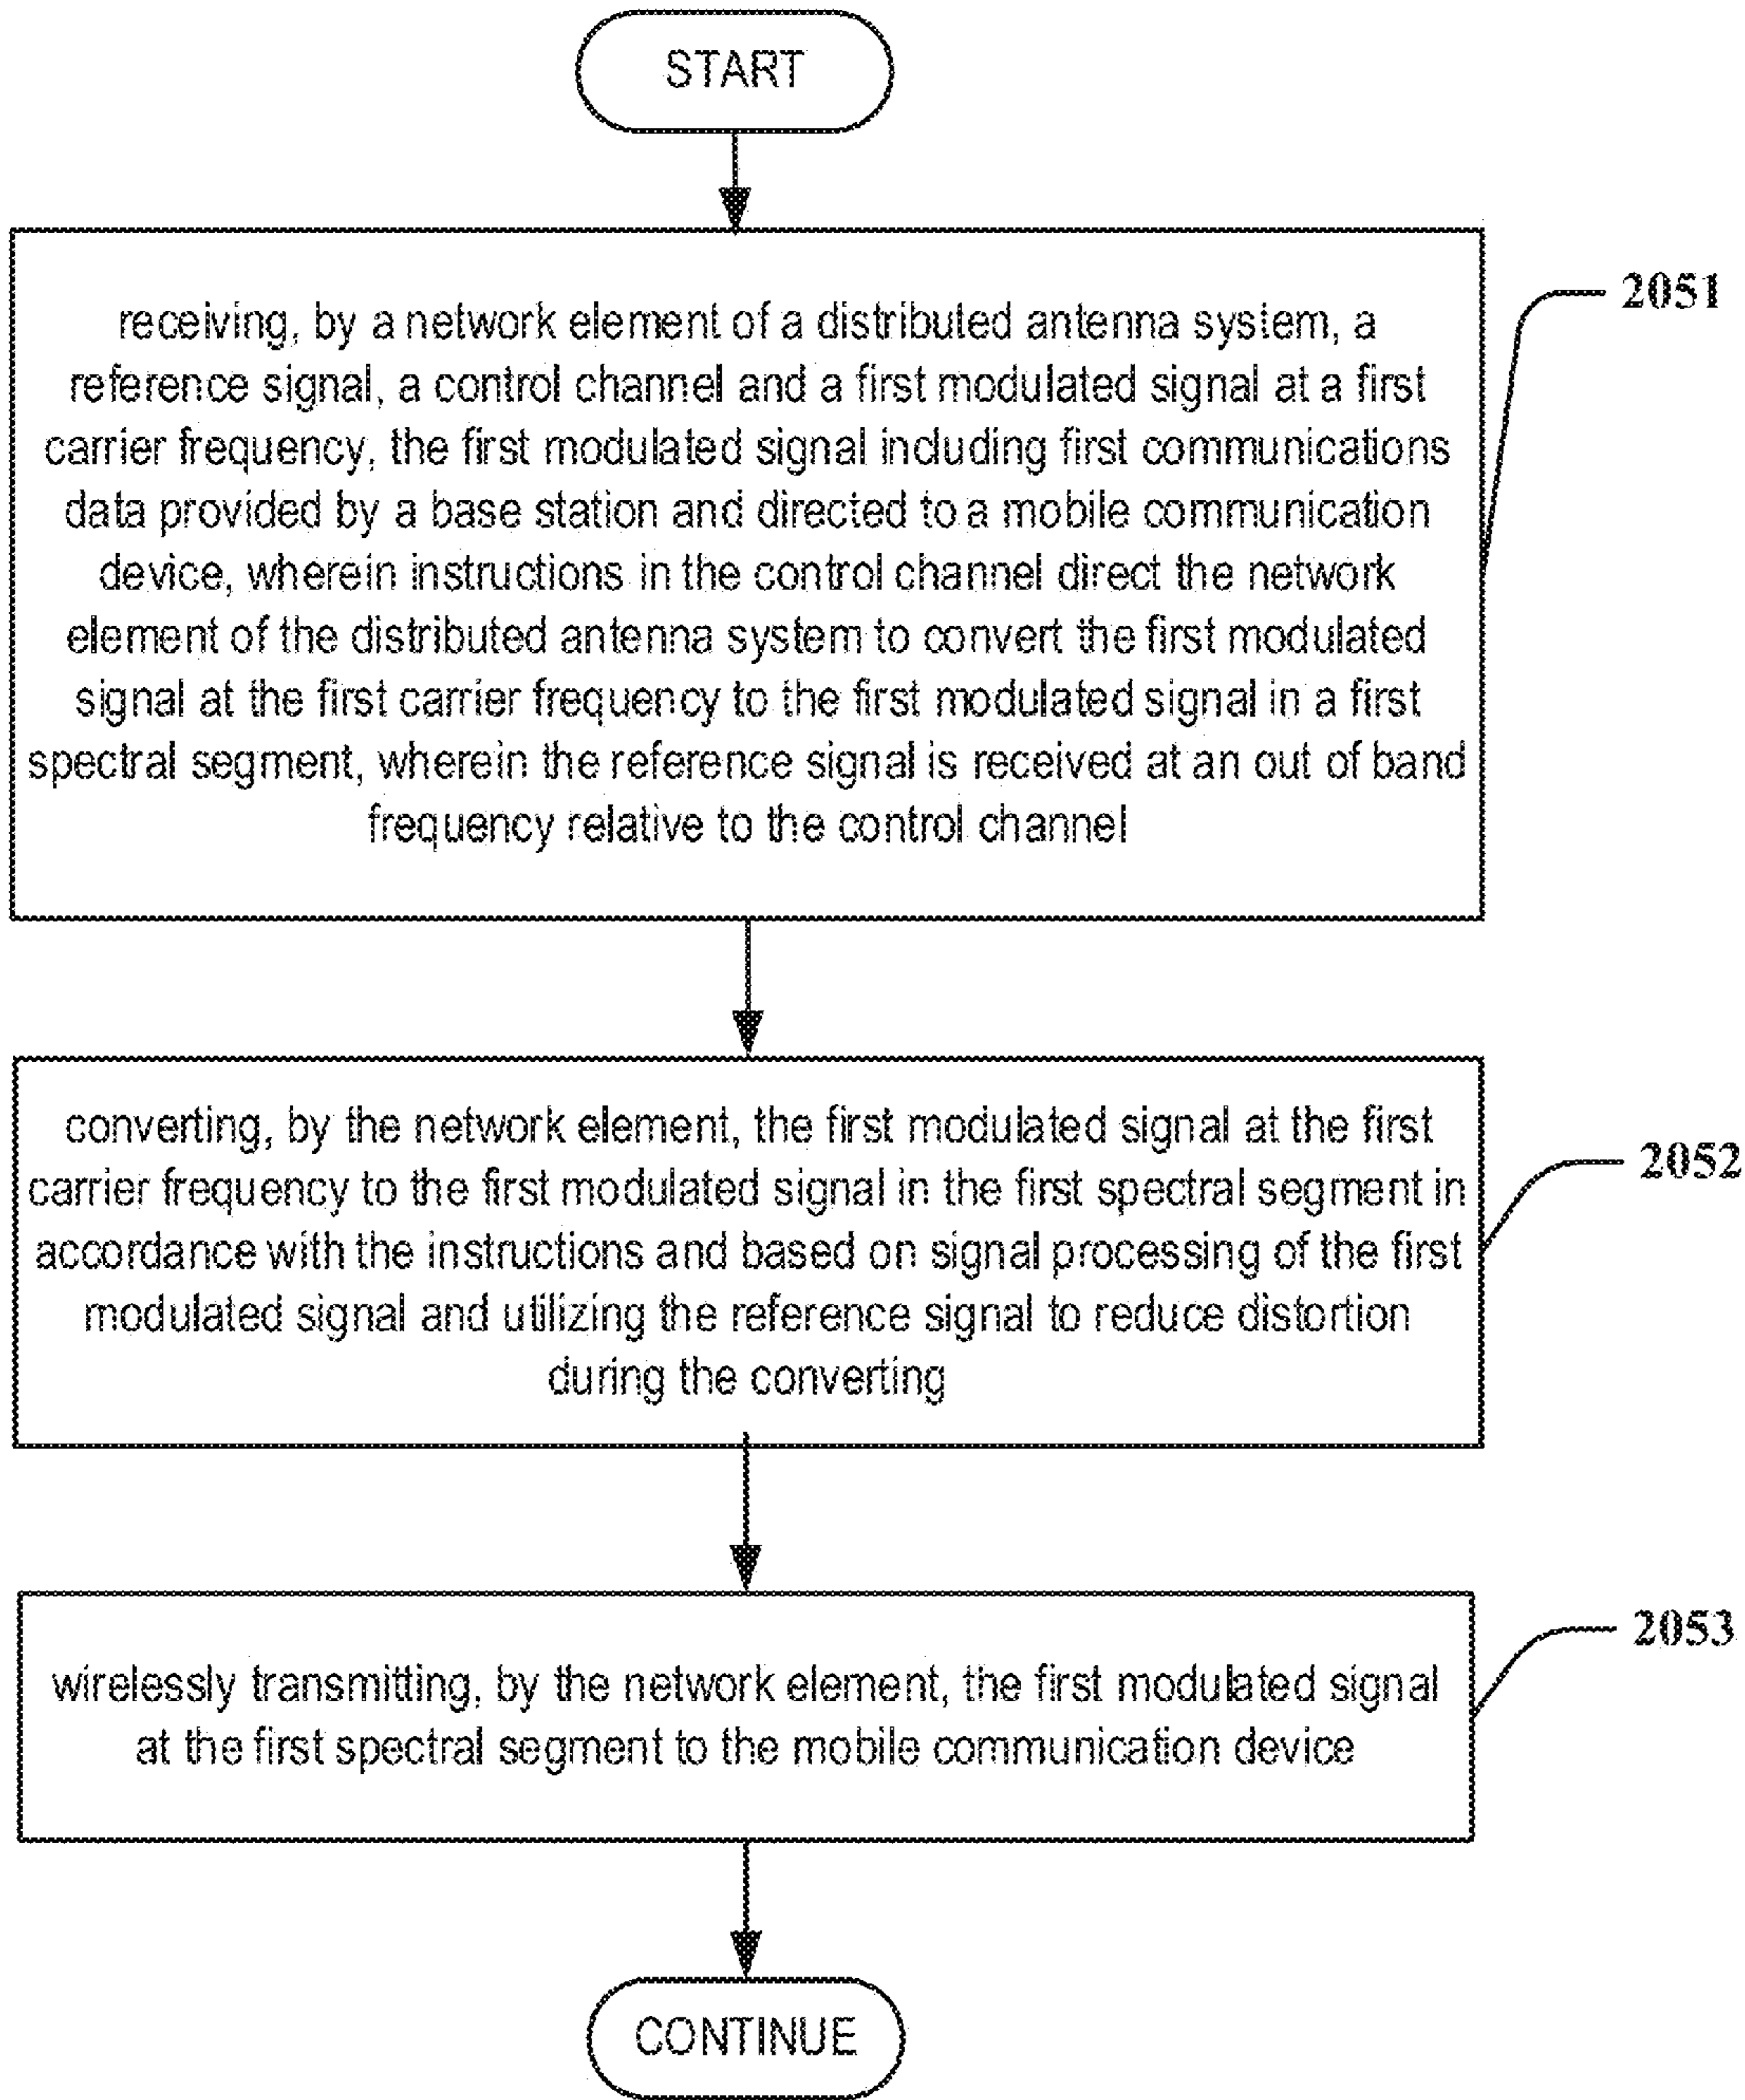 START
receiving, by a network element of a distributed antenna system, a
reference signal, a control channel and a first modulated signal at a first
carrier frequency, the first modulated signal including first communications
data provided by a base station and directed to a mobile communication
device, wherein instructions in the control channel direct the network
element of the distributed antenna system to convert the first modulated
signal at the first carrier frequency to the first modulated signal in a first
spectral segment, wherein the reference signal is received at an out of band
frequency relative to the control channel
2051
converting, by the network element, the first modulated signal at the first
carrier frequency to the first modulated signal in the first spectral segment in
accordance with the instructions and based on signal processing of the first
modulated signal and utilizing the reference signal to reduce distortion
during the converting
2052
wirelessly transmitting, by the network element, the first modulated signal
at the first spectral segment to the mobile communication device
2053
CONTINUE